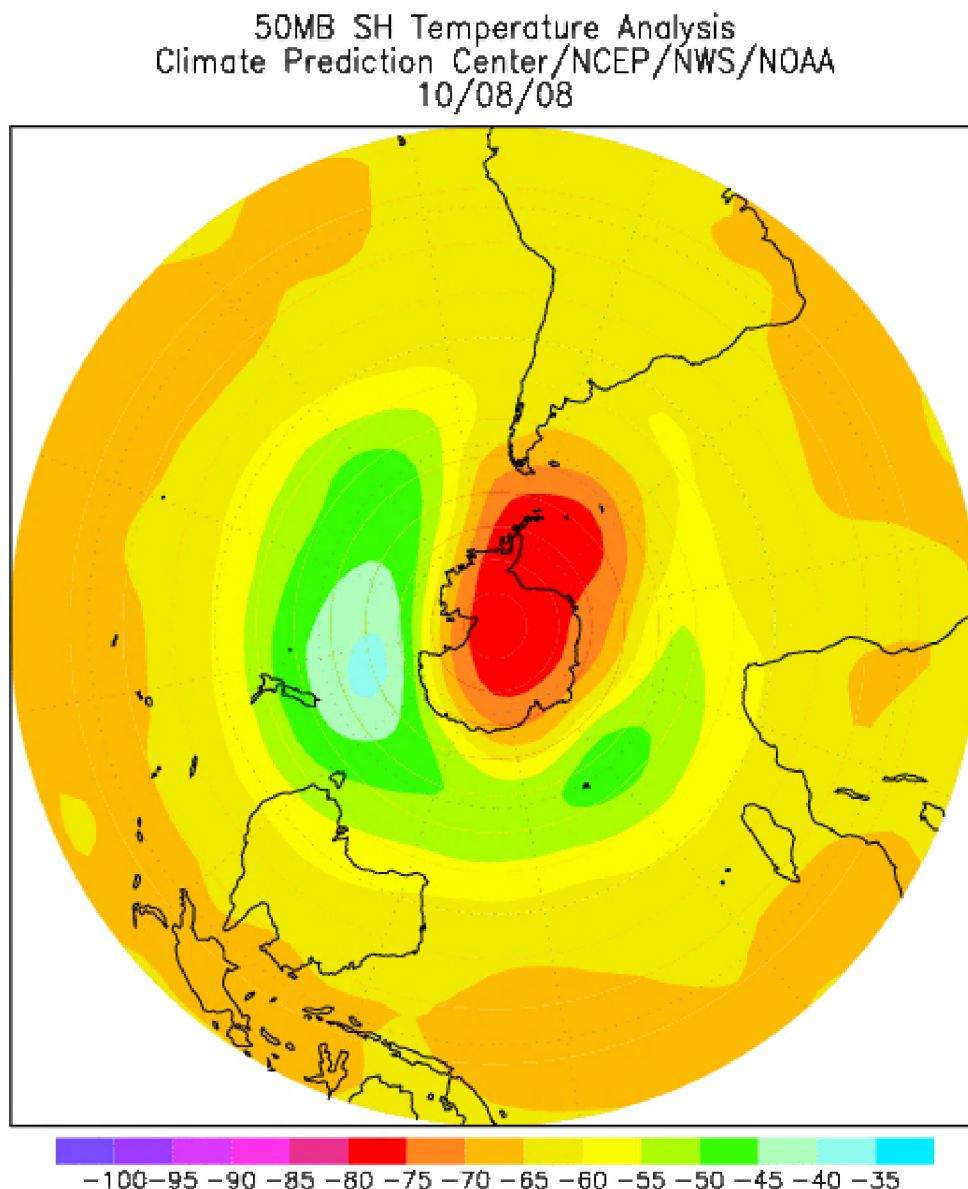 50MB SH Temperature Analysis
Climate Prediction Center/NCEP/NWS/NOAA
10/08/08
-100-95 -90 -85 -80 -75 -70 -65 -60 -55 -50 -45 -40 -35